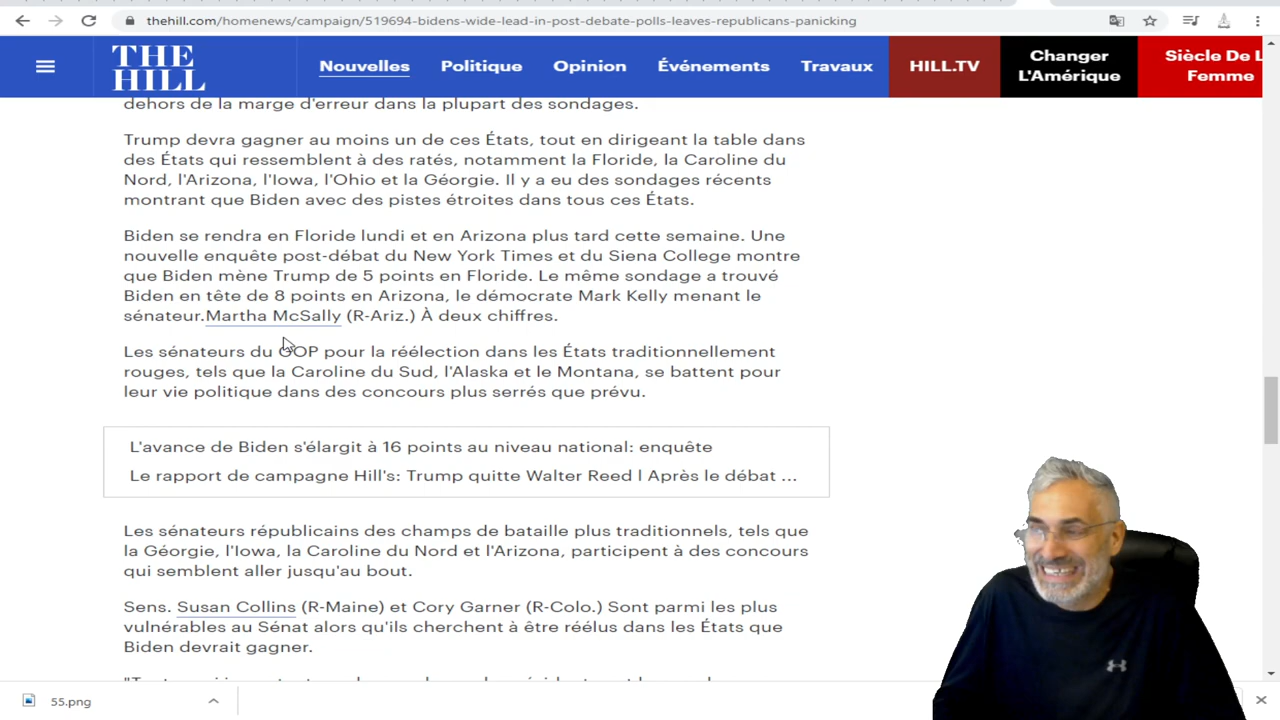 thehill.com/homenews/campaign/519694-bidens-wide-lead-in-post-debate-polls-leaves-republicans-panicking
THE HILL
Nouvelles
Politique
Opinion
Événements
Travaux
HILL.TV
Changer L'Amérique
Siècle De L
Femme
dehors de la marge d'erreur dans la plupart des sondages.
Trump devra gagner au moins un de ces États, tout en dirigeant la table dans
des États qui ressemblent à des ratés, notamment la Floride, la Caroline du
Nord, l'Arizona, l'Iowa, l'Ohio et la Géorgie. Il y a eu des sondages récents
montrant que Biden avec des pistes étroites dans tous ces États.
Biden se rendra en Floride lundi et en Arizona plus tard cette semaine. Une
nouvelle enquête post-débat du New York Times et du Siena College montre
que Biden mène Trump de 5 points en Floride. Le même sondage a trouvé
Biden en tête de 8 points en Arizona, le démocrate Mark Kelly menant le
sénateur.Martha McSally (R-Ariz.) À deux chiffres.
Les sénateurs du GOP pour la réélection dans les États traditionnellement
rouges, tels que la Caroline du Sud, l'Alaska et le Montana, se battent pour
leur vie politique dans des concours plus serrés que prévu.
L'avance de Biden s'élargit à 16 points au niveau national: enquête
Le rapport de campagne Hill's: Trump quitte Walter Reed l Après le débat ...
Les sénateurs républicains des champs de bataille plus traditionnels, tels que
la Géorgie, l'Iowa, la Caroline du Nord et l'Arizona, participent à des concours
qui semblent aller jusqu'au bout.
Sens. Susan Collins (R-Maine) et Cory Garner (R-Colo.) Sont parmi les plus
vulnérables au Sénat alors qu'ils cherchent à être réélus dans les États que
Biden devrait gagner.
55.png